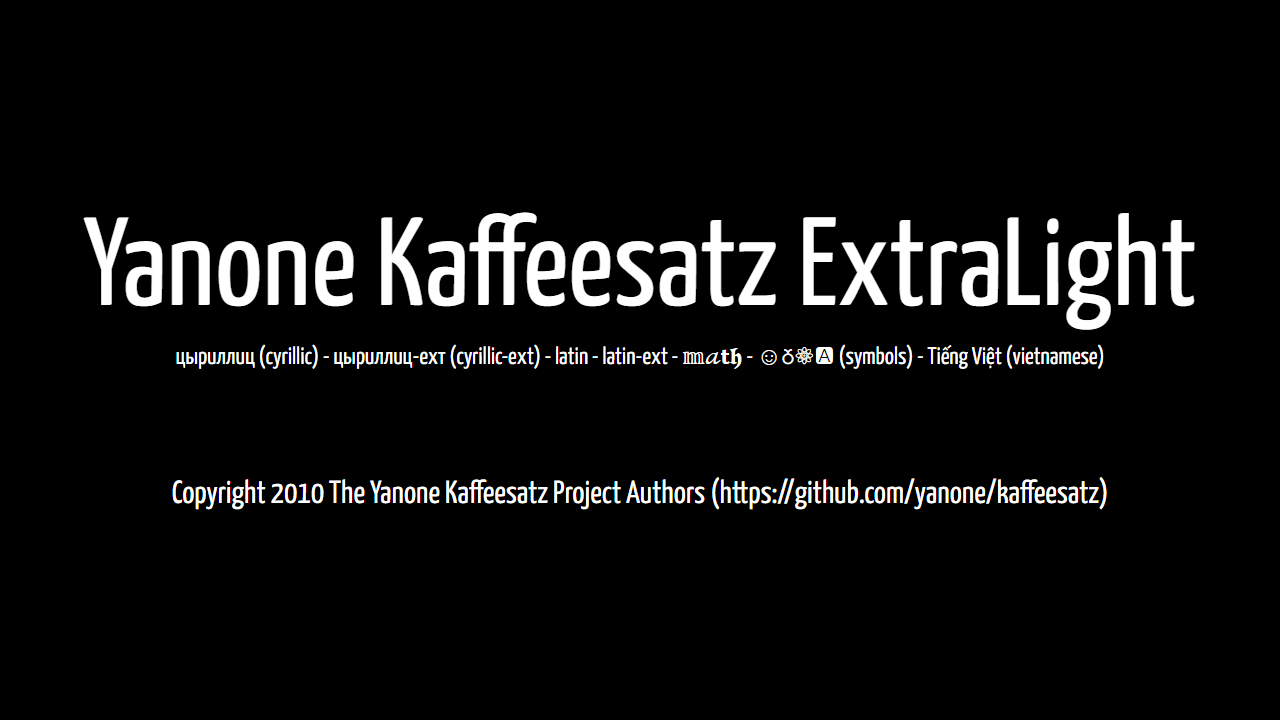 Yanone Kaffeesatz ExtraLight
цыриллиц (cyrillic) - цыриллиц-ехт (cyrillic-ext) - latin - latin-ext - 𝕞𝒶𝐭𝖍 - ☺♉⚛🅰 (symbols) - Tiếng Việt (vietnamese)
Copyright 2010 The Yanone Kaffeesatz Project Authors (https://github.com/yanone/kaffeesatz)